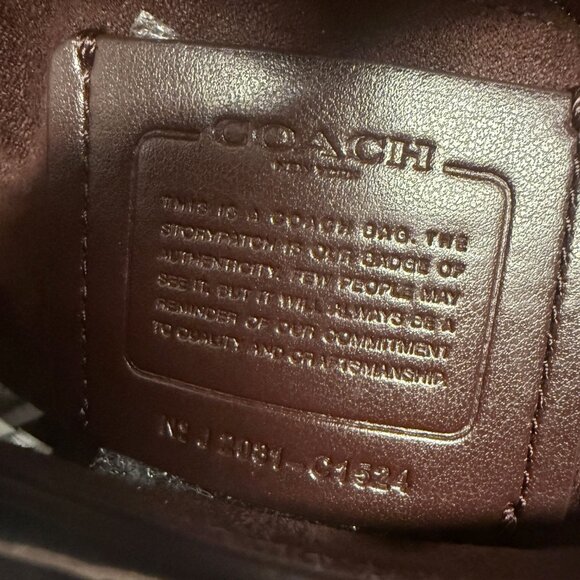 COACH
NEW YORK
THIS IS A COACH BAG. THE
STORYPATCH IS OUR BADGE OF
AUTHENTICITY. FEW PEOPLE MAY
SEE IT, BUT IT WILL ALWAYS BE A
REMINDER OF OUR COMMITMENT
TO QUALITY AND CRAFTSMANSHIP.
Nº J2081-C1524